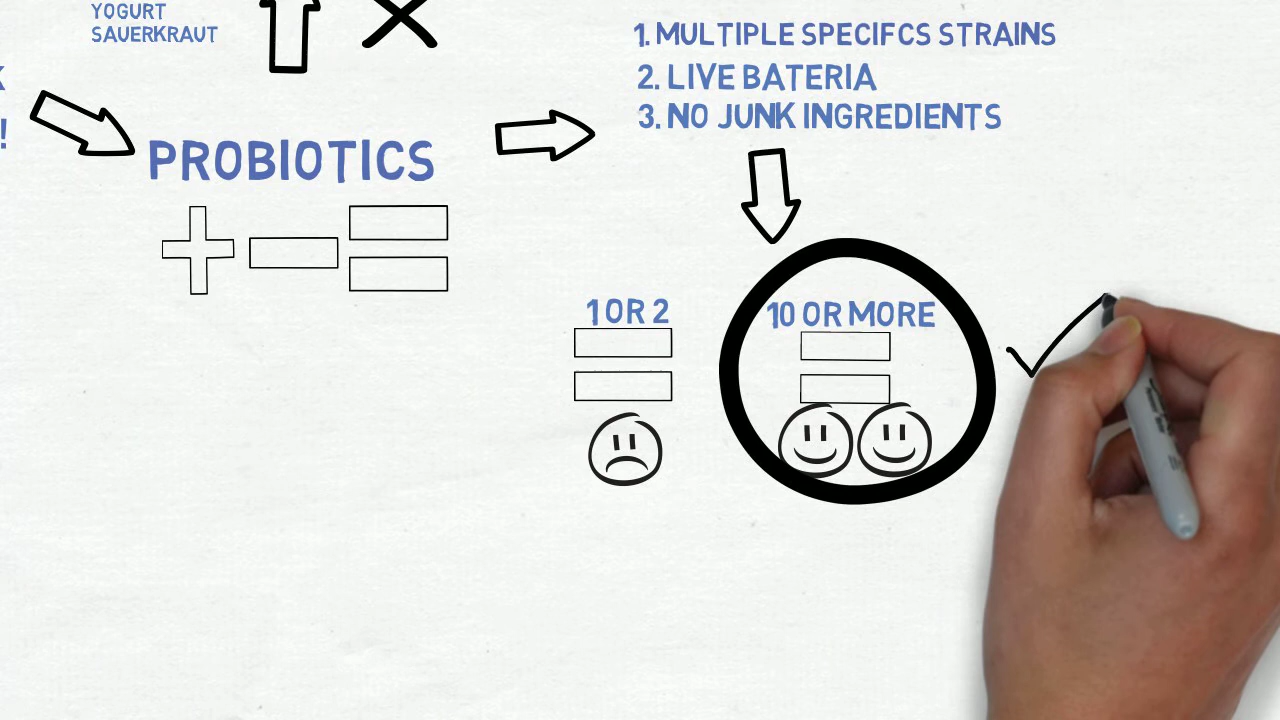 YOGURT
SAUERKRAUT
!
1. MULTIPLE SPECIFCS STRAINS
2. LIVE BATERIA
3. NO JUNK INGREDIENTS
PROBIOTICS
1 OR 2
10 OR MORE